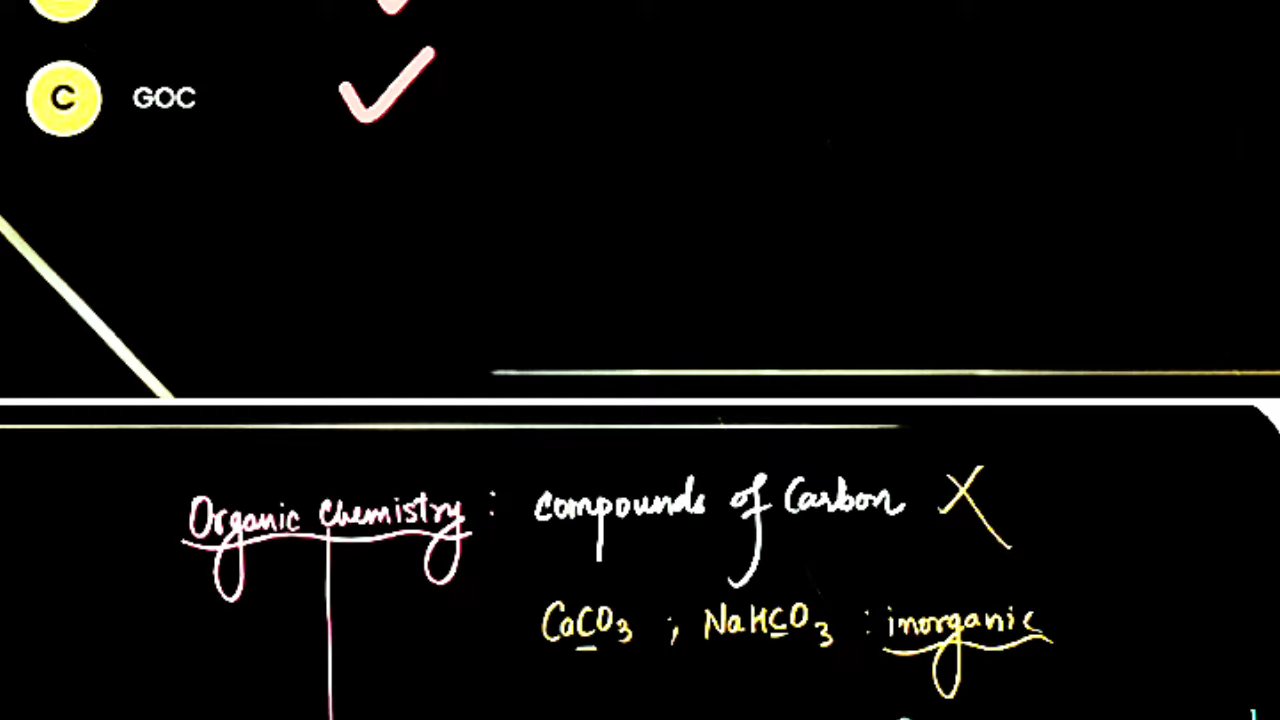 C GOC
Organic Chemistry : compounds of Carbon X
CaCO3 ; NaHCO3 : inorganic